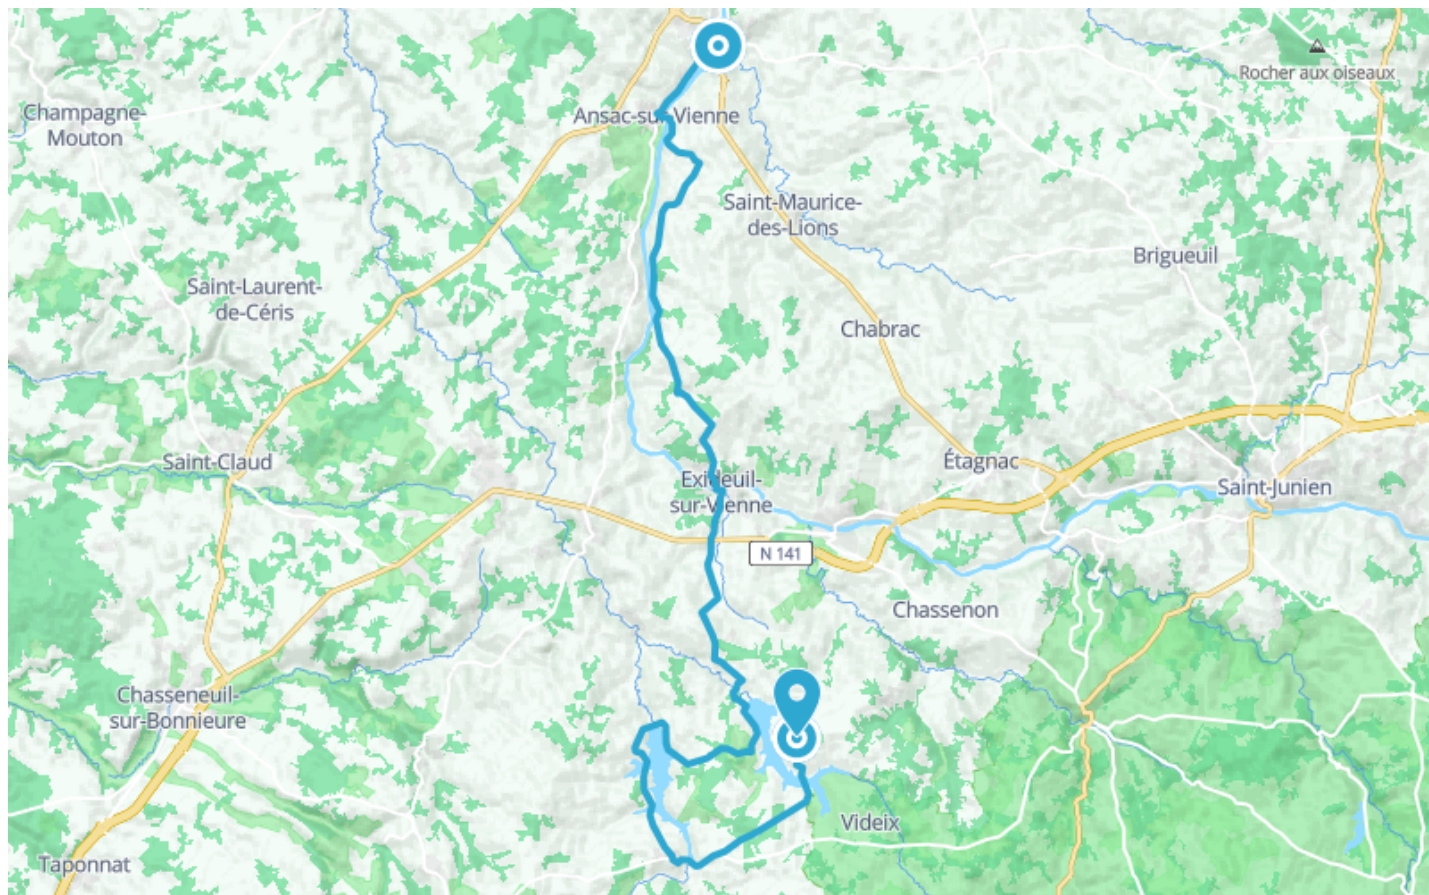 Rocher aux oiseaux
Champagne-
Mouton
Ansac-sur-Vienne
Saint-Maurice-
des-Lions
Brigueuil
Saint-Laurent-
de-Céris
Chabrac
Saint-Claud
Étagnac
Exideuil-
sur-Vienne
Saint-Junien
N 141
Chassenon
Chasseneuil-
sur-Bonnieure
Videix
Taponnat